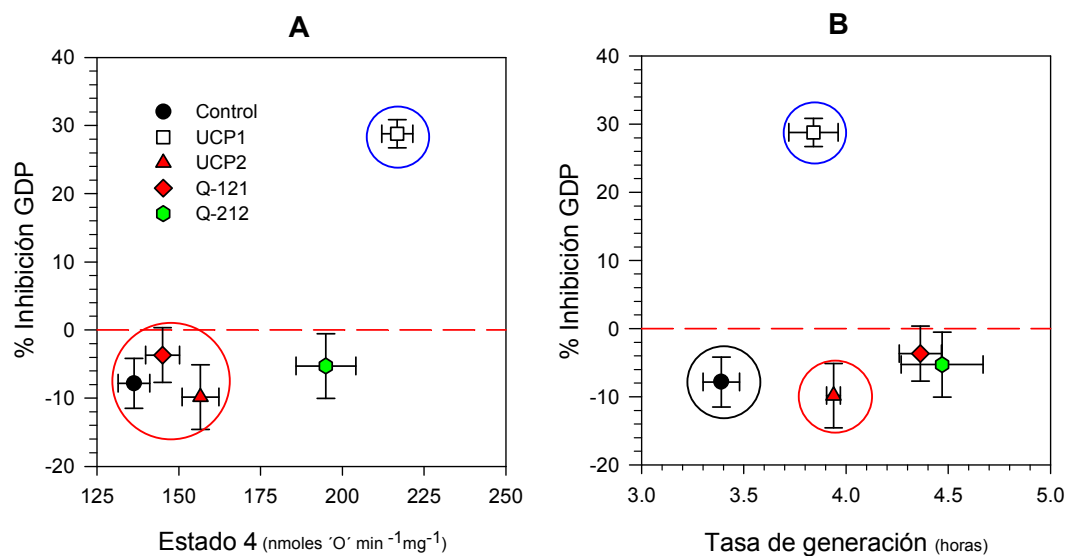 A
% Inhibición GDP
40
30
20
10
0
-10
-20
Control
UCP1
UCP2
Q-121
Q-212
125 150 175 200 225 250
Estado 4 (nmoles ´O´ min -1mg-1)
B
% Inhibición GDP
40
30
20
10
0
-10
-20
3.0 3.5 4.0 4.5 5.0
Tasa de generación (horas)